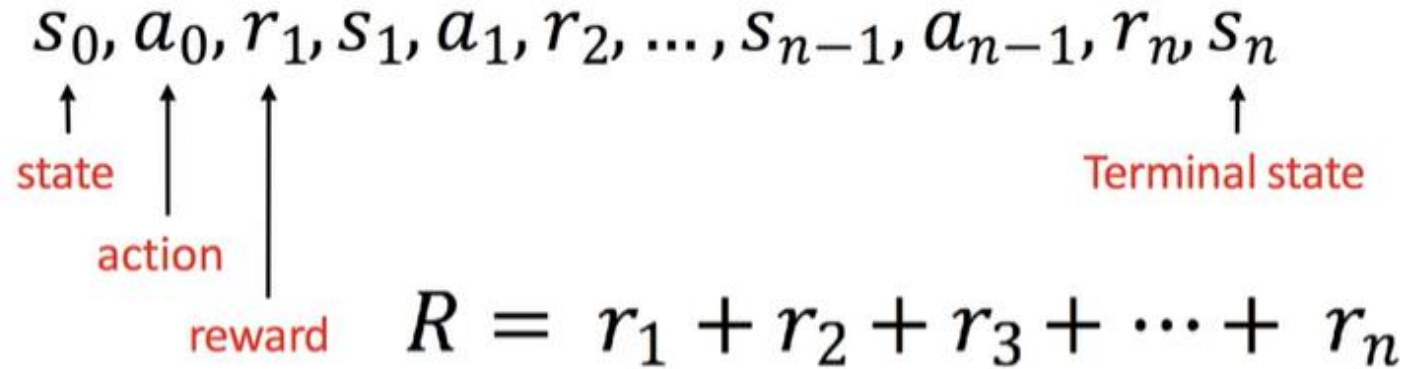 s₀, a₀, r₁, s₁, a₁, r₂, ... , sₙ₋₁, aₙ₋₁, rₙ, sₙ
state
Terminal state
action
reward
R = r₁ + r₂ + r₃ + ⋯ + rₙ